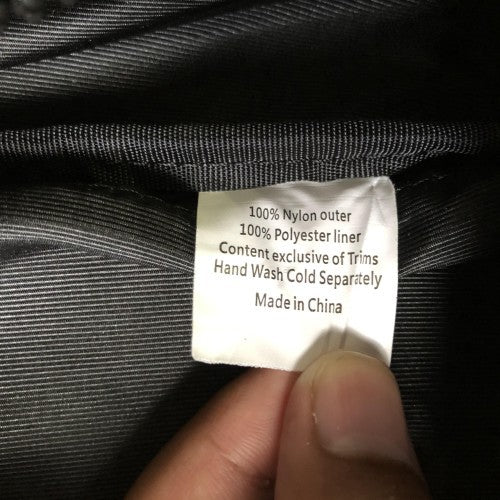 100% Nylon outer
100% Polyester liner
Content exclusive of Trims
Hand Wash Cold Separately
Made in China